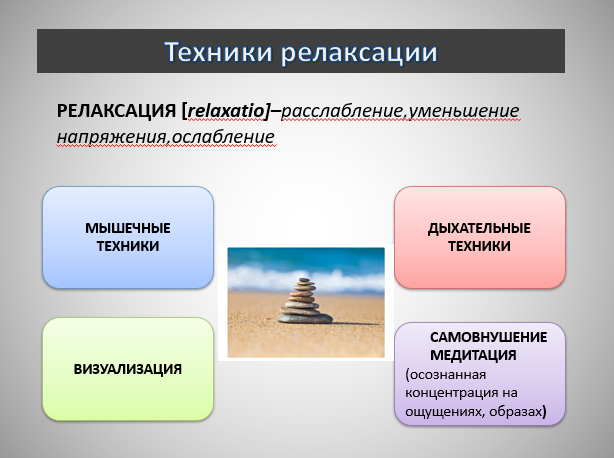 Техники релаксации
РЕЛАКСАЦИЯ [relaxatio]–расслабление,уменьшение
напряжения,ослабление
МЫШЕЧНЫЕ
ТЕХНИКИ
ДЫХАТЕЛЬНЫЕ
ТЕХНИКИ
ВИЗУАЛИЗАЦИЯ
САМОВНУШЕНИЕ
МЕДИТАЦИЯ
(осознанная
концентрация на
ощущениях, образах)